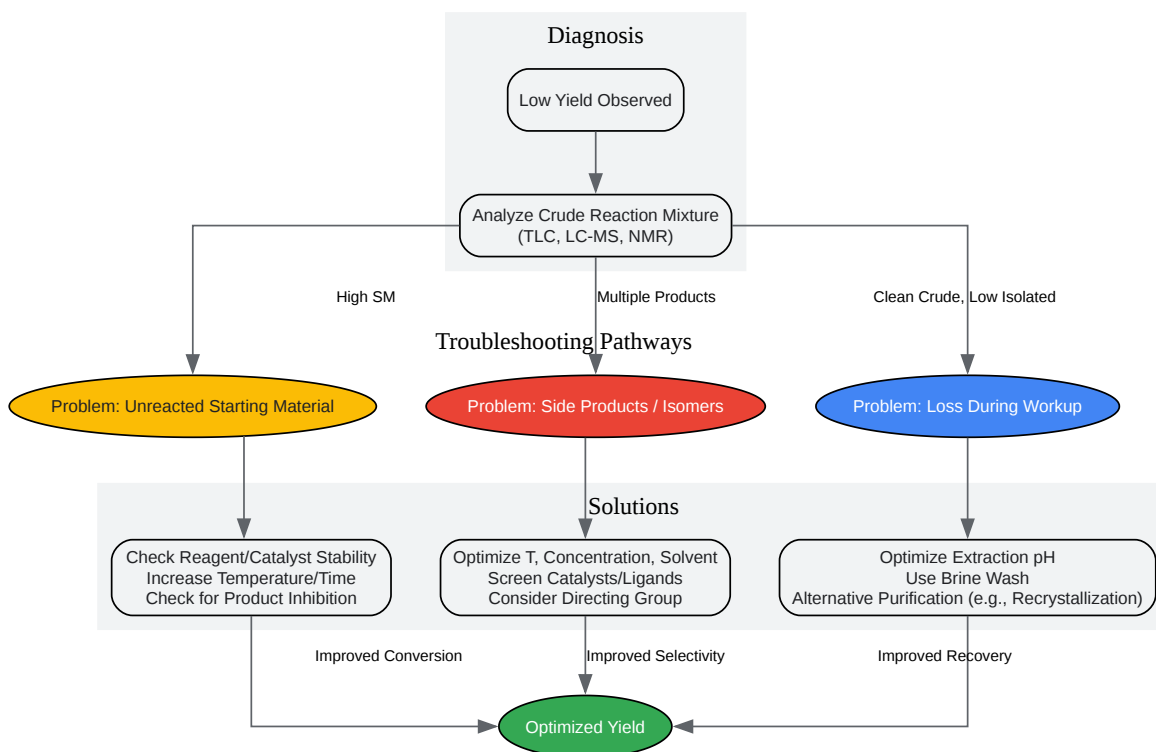 Diagnosis
Low Yield Observed
Analyze Crude Reaction Mixture
(TLC, LC-MS, NMR)
High SM
Multiple Products
Clean Crude, Low Isolated
Troubleshooting Pathways
Problem: Unreacted Starting Material
Problem: Side Products / Isomers
Problem: Loss During Workup
Solutions
Check Reagent/Catalyst Stability
Increase Temperature/Time
Check for Product Inhibition
Optimize T, Concentration, Solvent
Screen Catalysts/Ligands
Consider Directing Group
Optimize Extraction pH
Use Brine Wash
Alternative Purification (e.g., Recrystallization)
Improved Conversion
Improved Selectivity
Improved Recovery
Optimized Yield